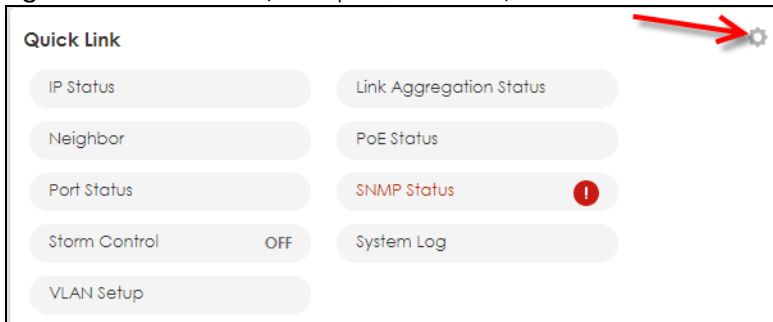 Quick Link
IP Status
Link Aggregation Status
Neighbor
PoE Status
Port Status
SNMP Status !
Storm Control OFF
System Log
VLAN Setup